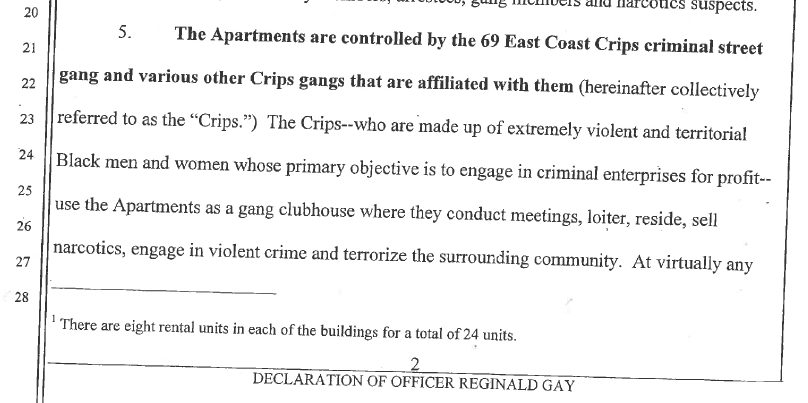 gang members and narcotics suspects.
20
5. The Apartments are controlled by the 69 East Coast Crips criminal street
21
gang and various other Crips gangs that are affiliated with them (hereinafter collectively
22
referred to as the “Crips.”) The Crips--who are made up of extremely violent and territorial
23
Black men and women whose primary objective is to engage in criminal enterprises for profit--
24
use the Apartments as a gang clubhouse where they conduct meetings, loiter, reside, sell
25
narcotics, engage in violent crime and terrorize the surrounding community. At virtually any
26
27
28
1 There are eight rental units in each of the buildings for a total of 24 units.
2
DECLARATION OF OFFICER REGINALD GAY